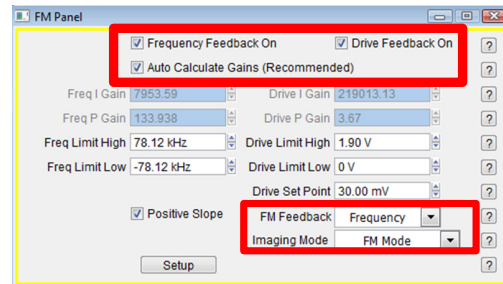 FM Panel
Frequency Feedback On Drive Feedback On ?
Auto Calculate Gains (Recommended) ?
Freq I Gain 7953.59 Drive I Gain 219013.13 ?
Freq P Gain 133.938 Drive P Gain 3.67 ?
Freq Limit High 78.12 kHz Drive Limit High 1.90 V ?
Freq Limit Low -78.12 kHz Drive Limit Low 0 V ?
Drive Set Point 30.00 mV ?
Positive Slope FM Feedback Frequency ?
Imaging Mode FM Mode ?
Setup ?